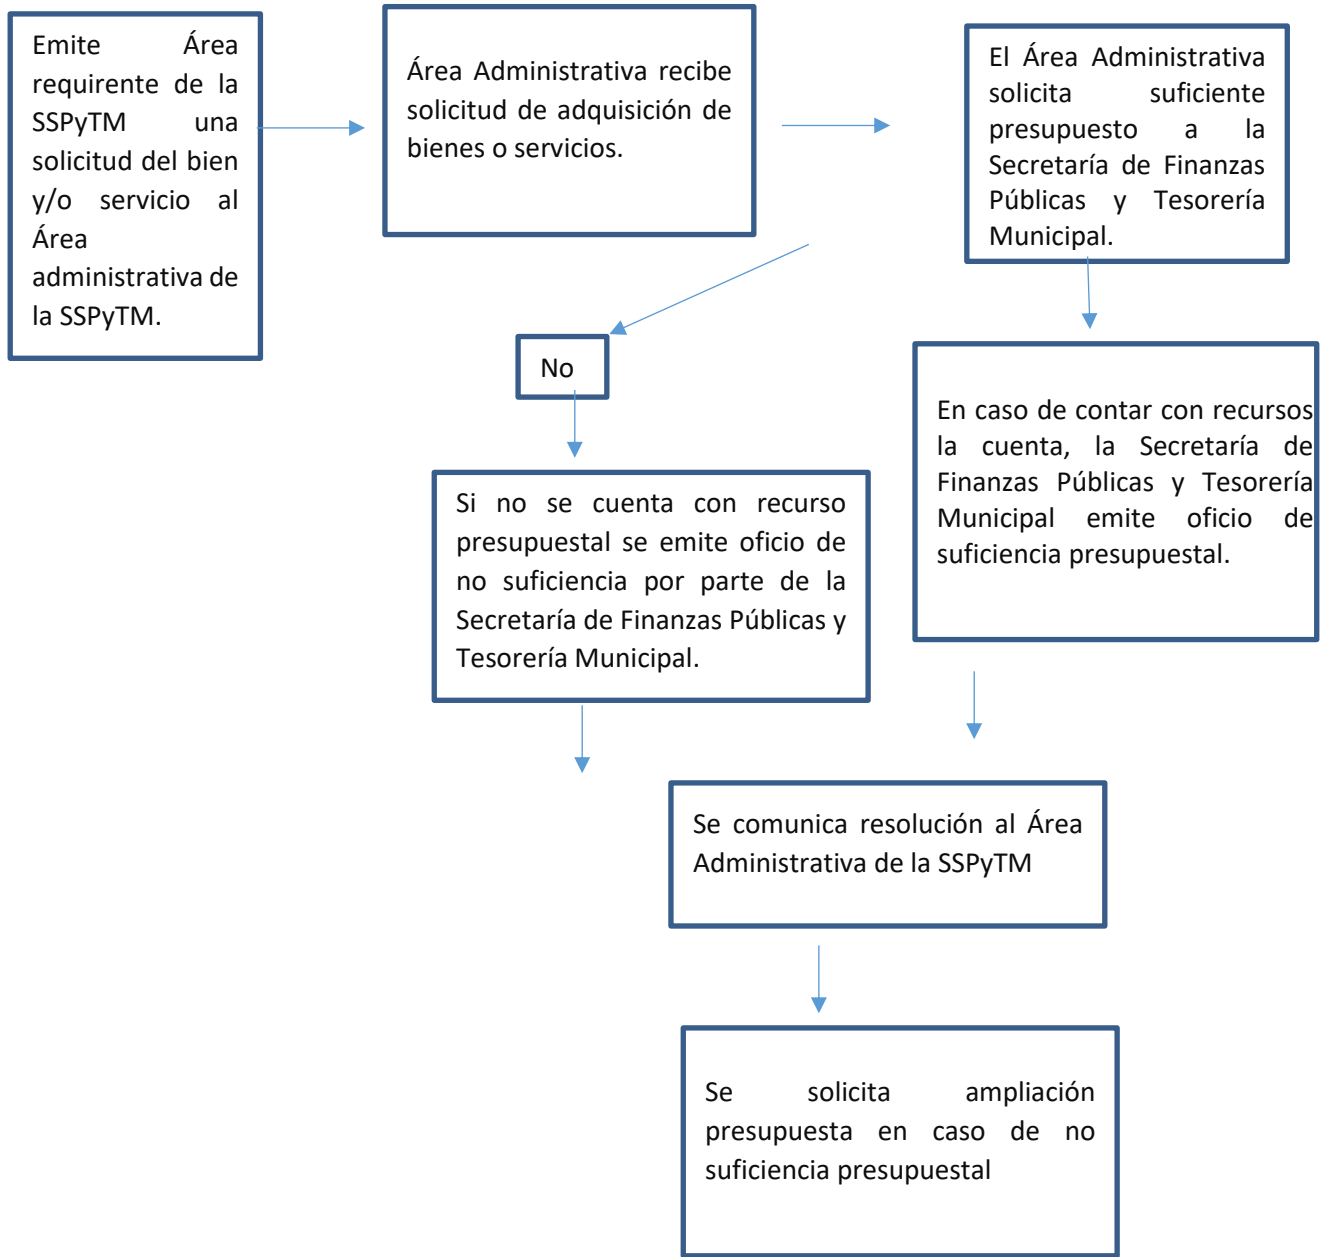 Emite Área
requirente de la
SSPyTM una
solicitud del bien
y/o servicio al
Área
administrativa de
la SSPyTM.
Área Administrativa recibe
solicitud de adquisición de
bienes o servicios.
El Área Administrativa
solicita suficiente
presupuesto a la
Secretaría de Finanzas
Públicas y Tesorería
Municipal.
No
En caso de contar con recursos
la cuenta, la Secretaría de
Finanzas Públicas y Tesorería
Municipal emite oficio de
suficiencia presupuestal.
Si no se cuenta con recurso
presupuestal se emite oficio de
no suficiencia por parte de la
Secretaría de Finanzas Públicas y
Tesorería Municipal.
Se comunica resolución al Área
Administrativa de la SSPyTM
Se solicita ampliación
presupuesta en caso de no
suficiencia presupuestal